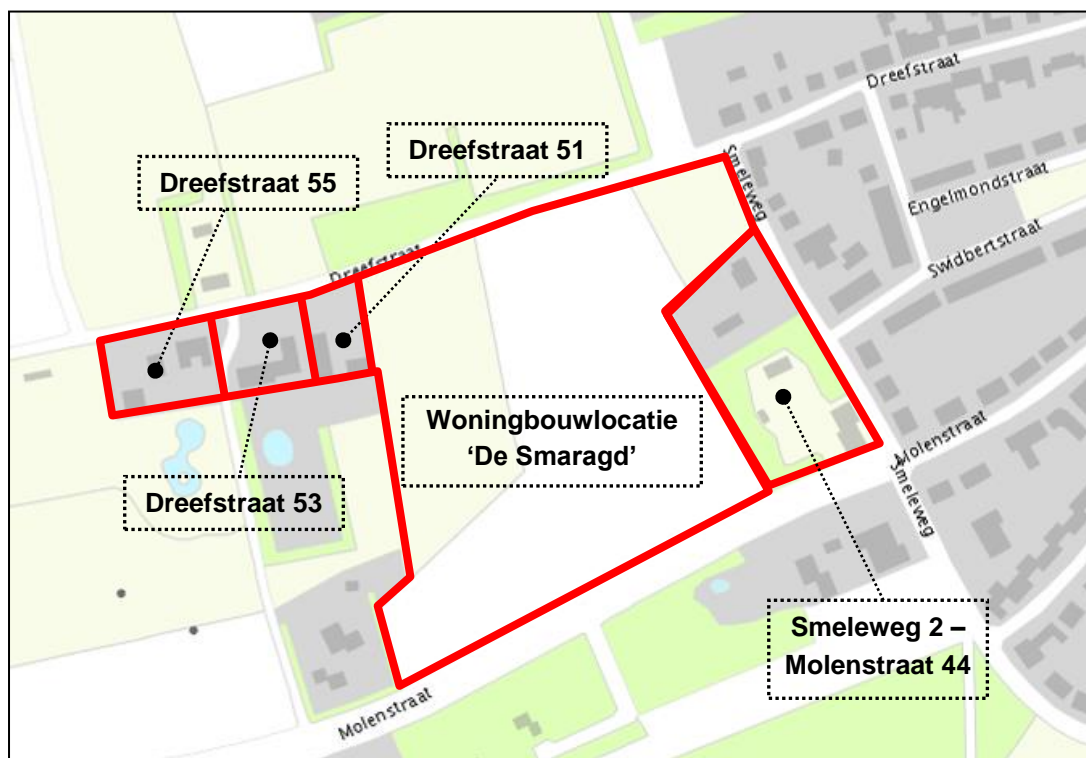 Dreefstraat
Smeleweg
Dreefstraat 51
Dreefstraat 55
Engelmondstraat
Swidbertstraat
Dreefstraat
Woningbouwlocatie
‘De Smaragd’
Molenstraat
Smeleweg
Dreefstraat 53
Smeleweg 2 –
Molenstraat 44
Molenstraat